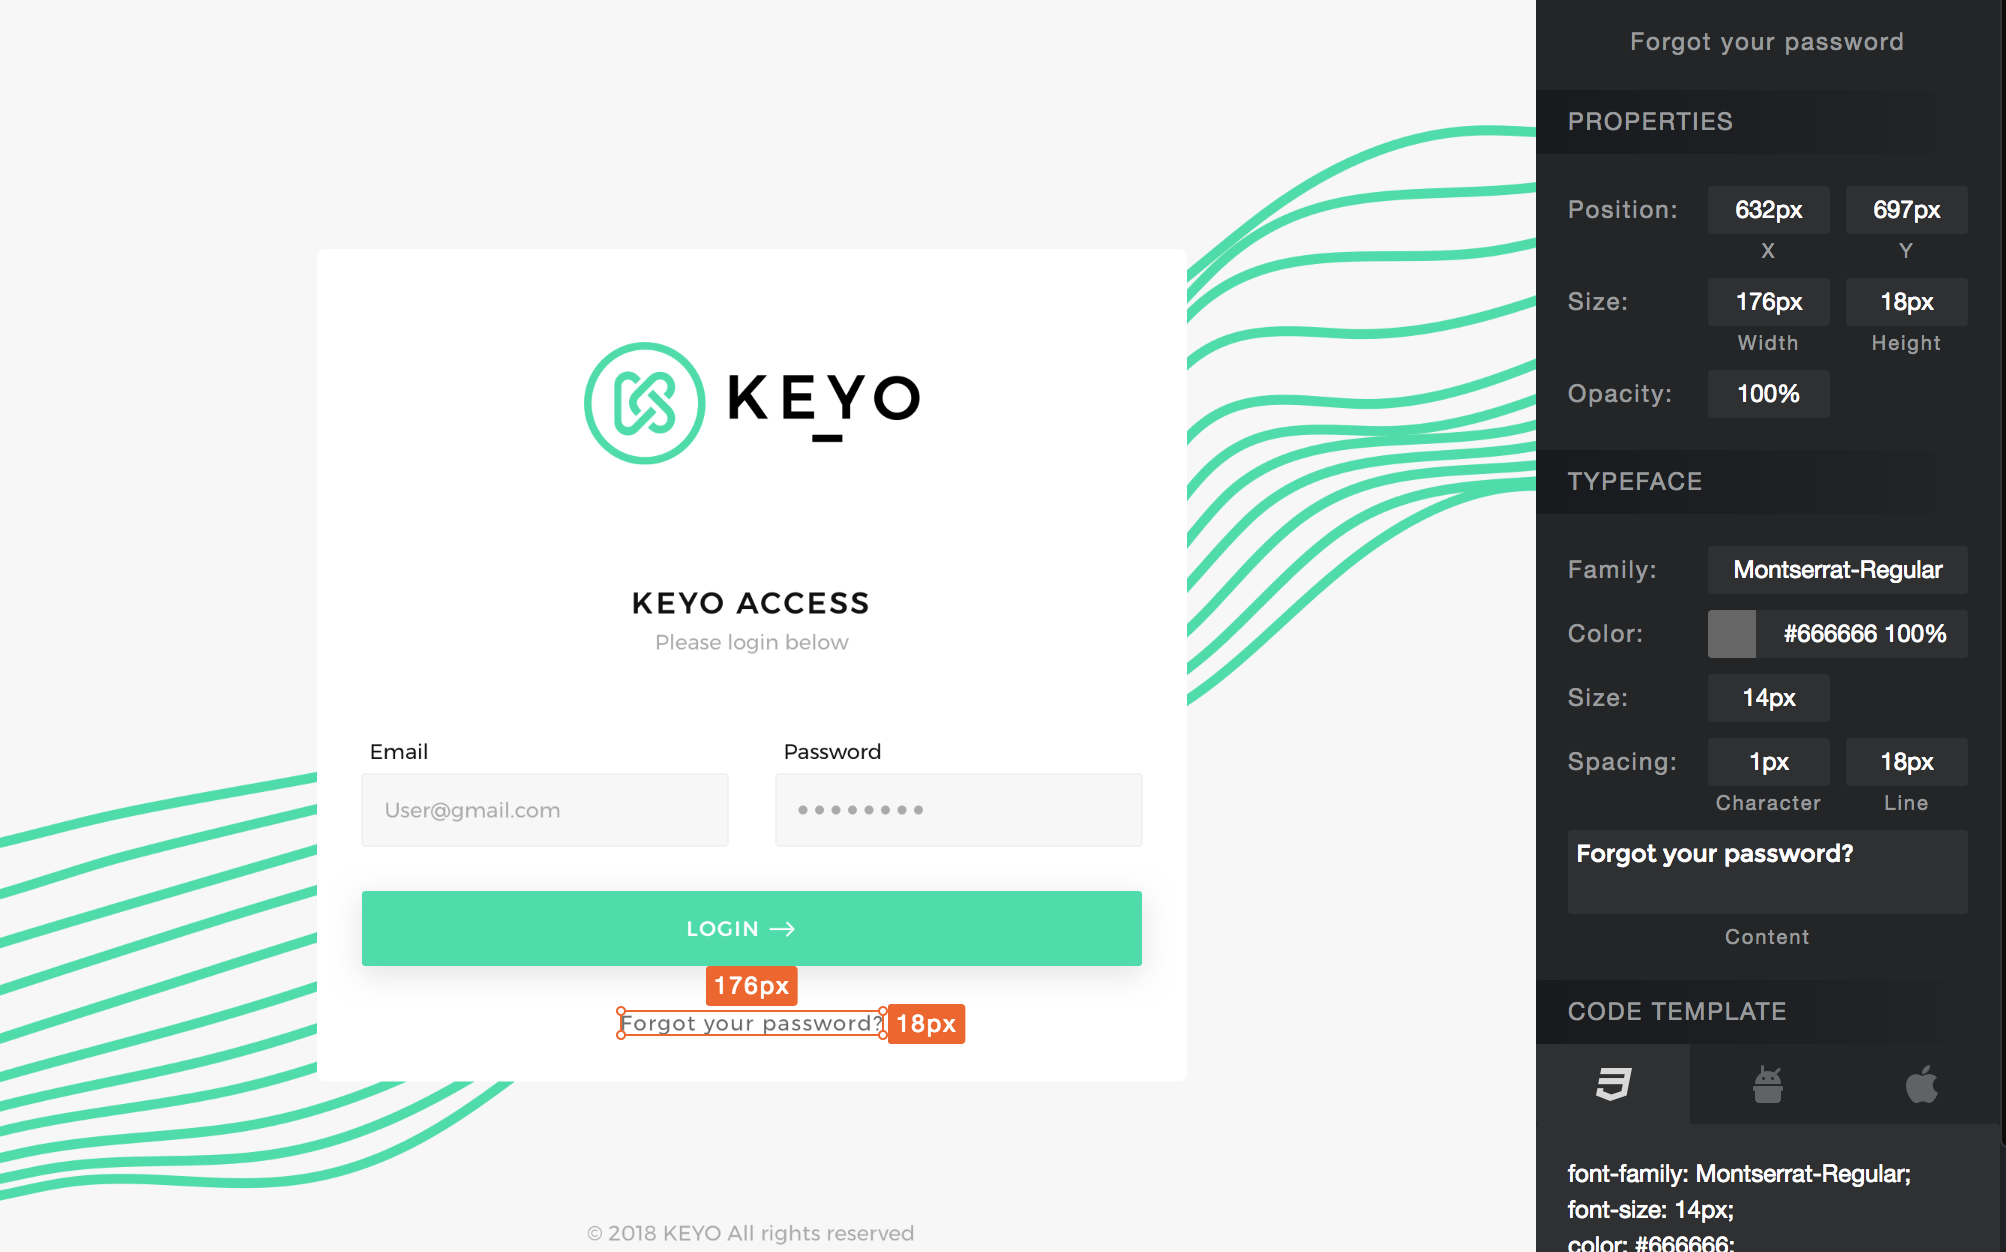 KEYO
KEYO ACCESS
Please login below
Email
Password
User@gmail.com
LOGIN
176px
Forgot your password?
18px
© 2018 KEYO All rights reserved
Forgot your password
PROPERTIES
Position: 632px 697px
X Y
Size: 176px 18px
Width Height
Opacity: 100%
TYPEFACE
Family: Montserrat-Regular
Color: #666666 100%
Size: 14px
Spacing: 1px 18px
Character Line
Forgot your password?
Content
CODE TEMPLATE
font-family: Montserrat-Regular;
font-size: 14px;
color: #666666;